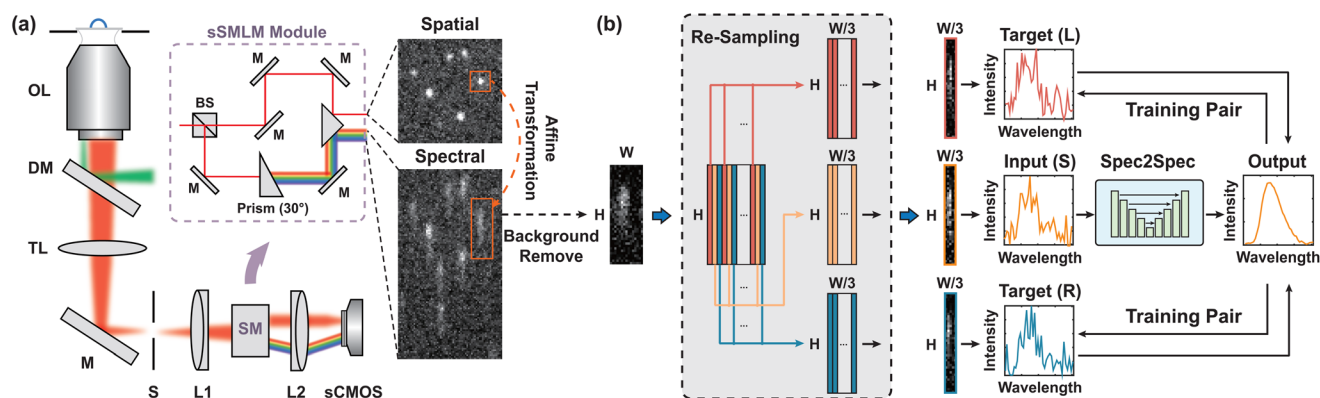 (a)
OL
DM
TL
M
S
L1
SM
L2
sCMOS
sSMLM Module
M
M
BS
M
M
Prism (30°)
M
Spatial
Affine
Transformation
Spectral
Background
Remove
(b)
W
H
Re-Sampling
H
...
...
...
...
W/3
H
...
W/3
H
...
W/3
H
...
W/3
H
Target (L)
Intensity
Wavelength
Training Pair
W/3
H
Input (S)
Intensity
Wavelength
Spec2Spec
Output
Intensity
Wavelength
W/3
H
Target (R)
Intensity
Wavelength
Training Pair